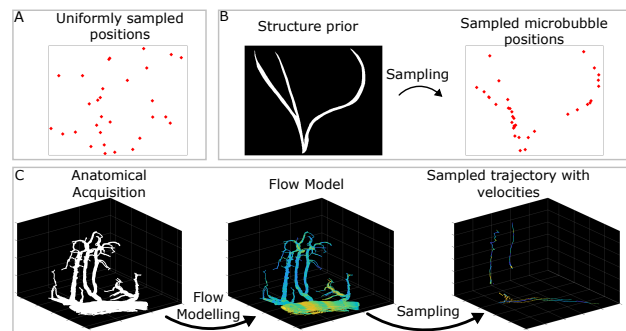 A
Uniformly sampled
positions
B
Structure prior
Sampling
Sampled microbubble
positions
C
Anatomical
Acquisition
Flow
Modelling
Flow Model
Sampling
Sampled trajectory with
velocities